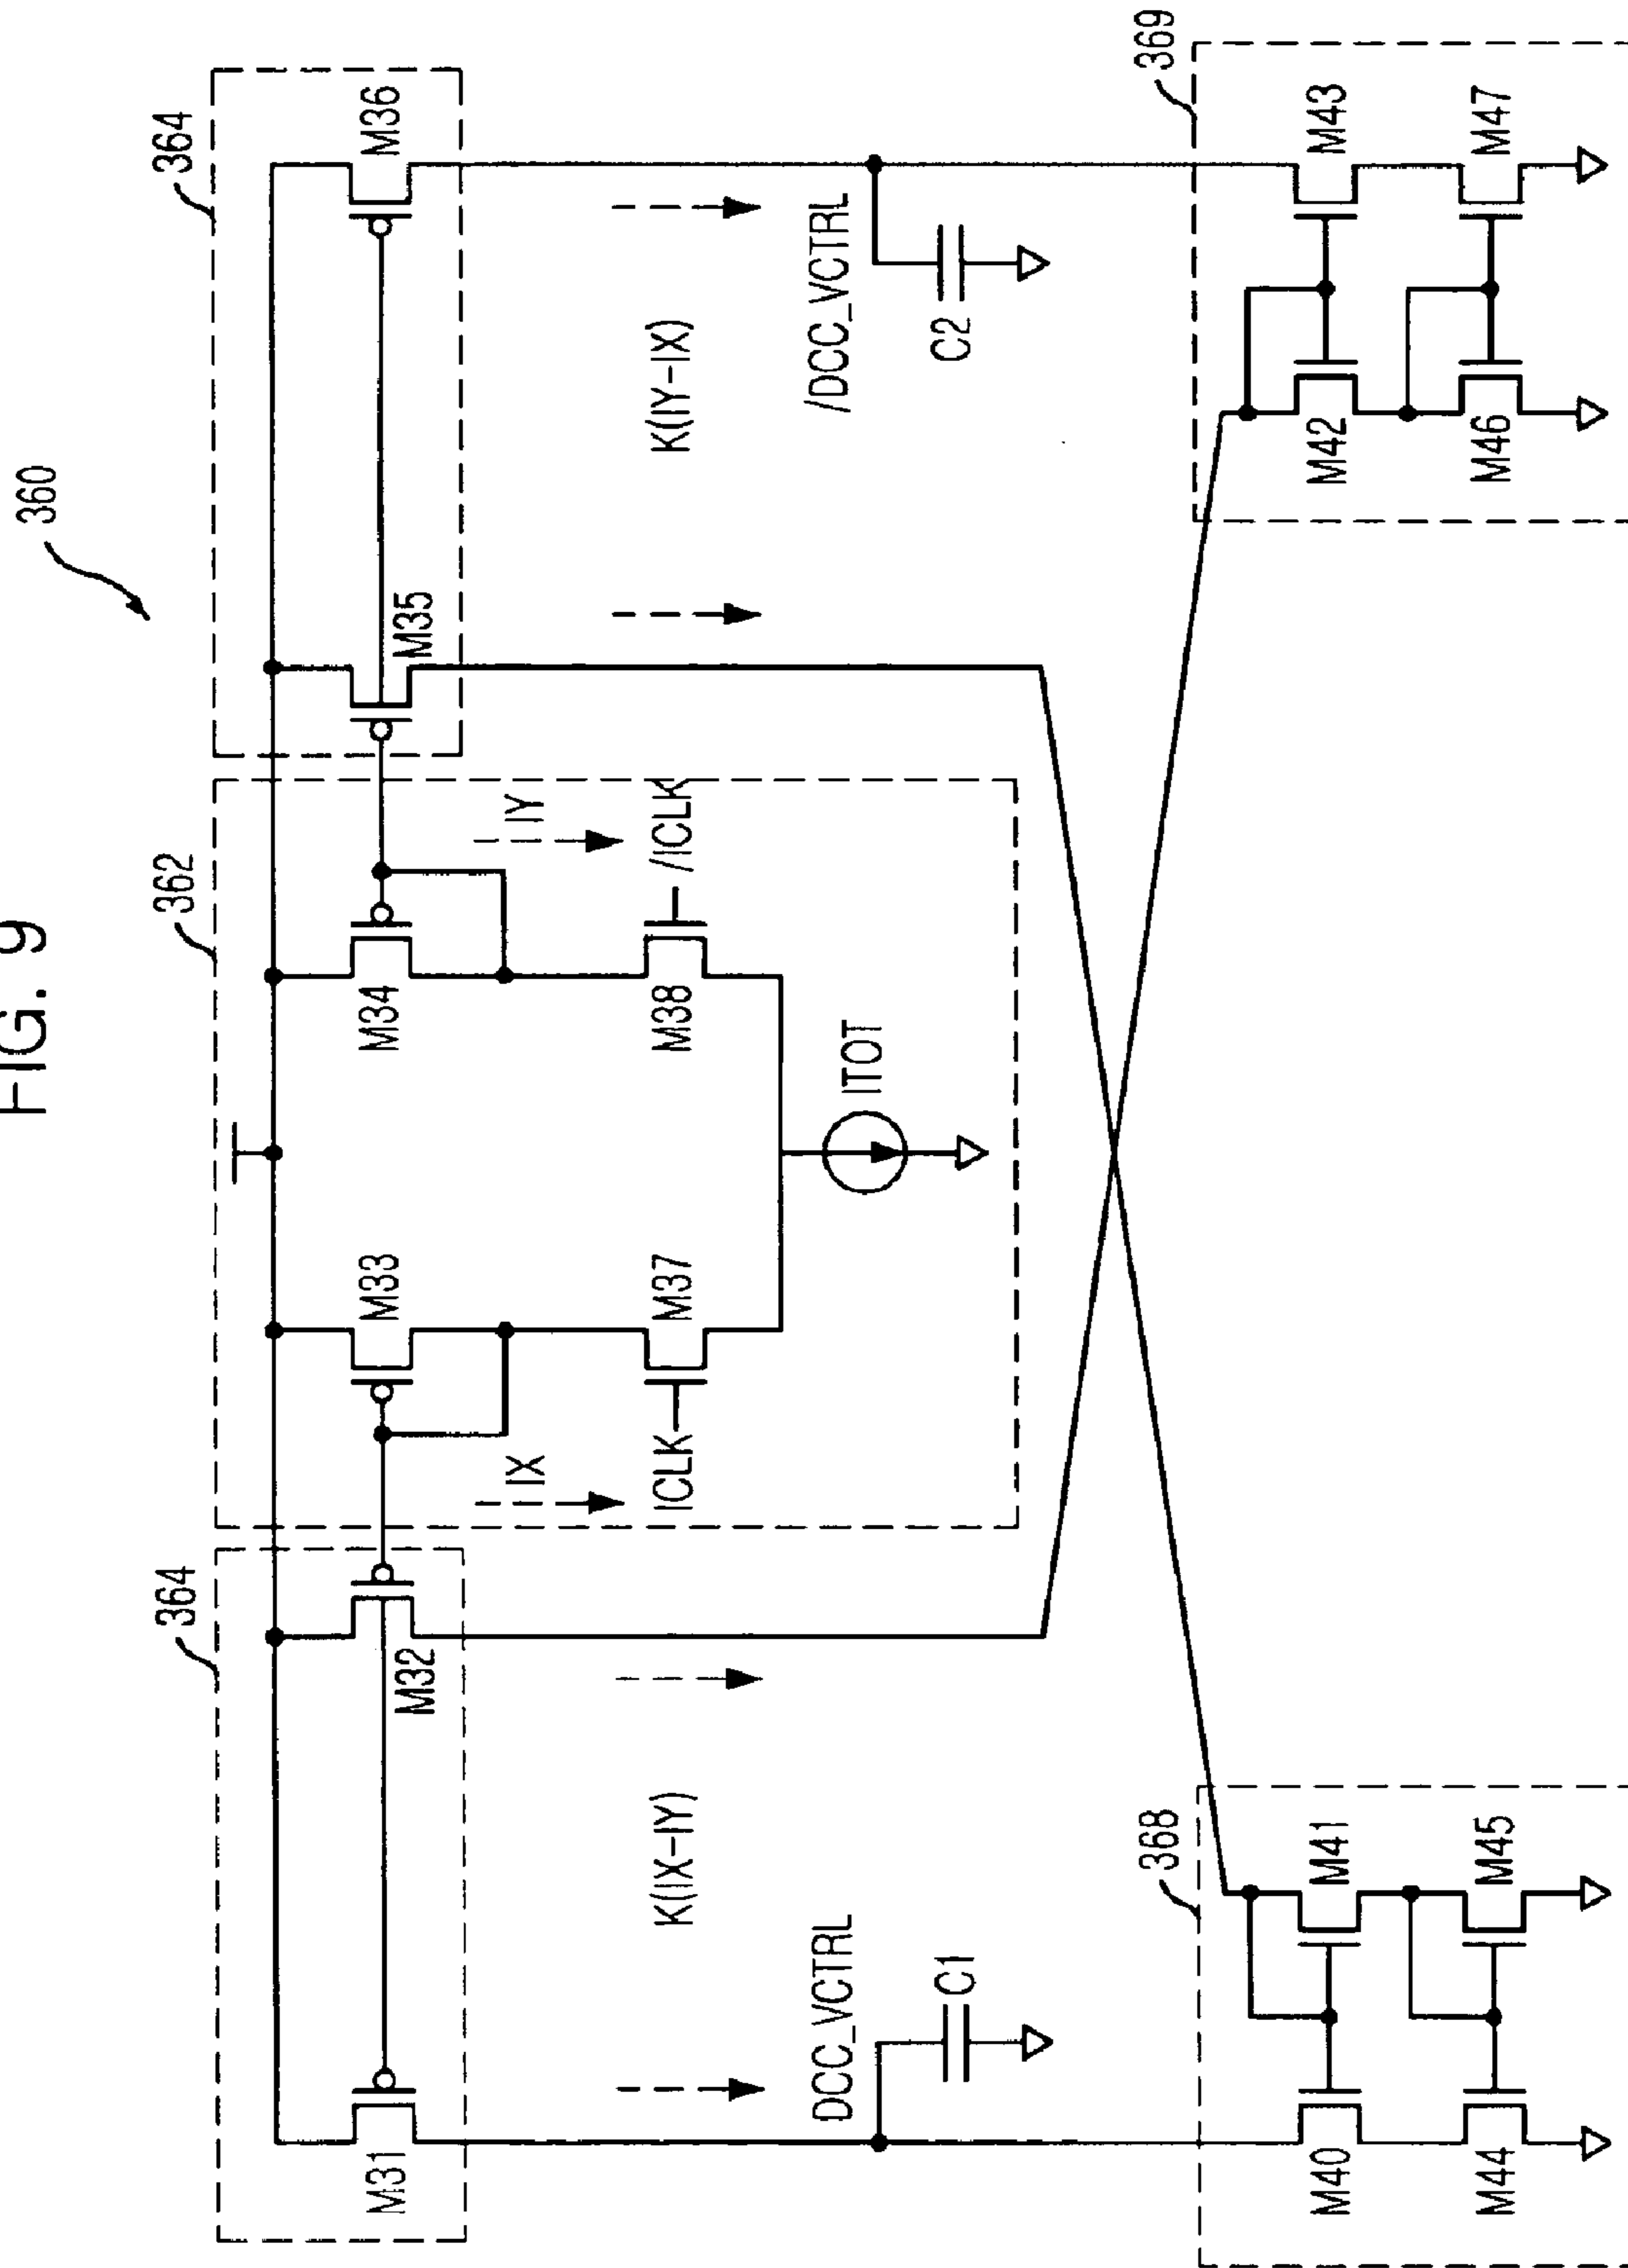 FIG. 9
360
364
362
364
M31
M32
M33
M34
M35
M36
IX
IY
ICLK
M37
M38
/ICLK
K(IX-IY)
K(IY-IX)
ITOT
DCC_VCTRL
/DCC_VCTRL
C1
C2
368
369
M40
M41
M42
M43
M44
M45
M46
M47